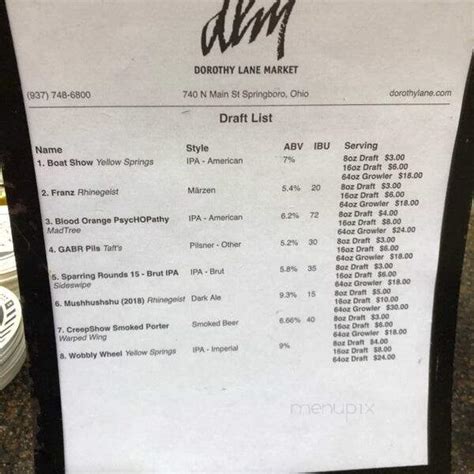 dlm
DOROTHY LANE MARKET
(937) 748-6800 740 N Main St Springboro, Ohio dorothylane.com
Draft List
Name Style ABV IBU Serving
1. Boat Show Yellow Springs IPA - American 7% 8oz Draft $3.00
16oz Draft $6.00
64oz Growler $18.00
2. Franz Rhinegeist Märzen 5.4% 20 8oz Draft $3.00
16oz Draft $6.00
64oz Growler $18.00
3. Blood Orange PsycHOPathy IPA - American 6.2% 72 8oz Draft $4.00
MadTree 16oz Draft $8.00
64oz Growler $24.00
4. GABR Pils Taft's Pilsner - Other 5.2% 30 8oz Draft $3.00
16oz Draft $6.00
64oz Growler $18.00
5. Sparring Rounds 15 - Brut IPA IPA - Brut 5.8% 35 8oz Draft $3.00
Sideswipe 16oz Draft $6.00
64oz Growler $18.00
6. Mushhushshu (2018) Rhinegeist Dark Ale 9.3% 15 8oz Draft $5.00
16oz Draft $10.00
64oz Growler $30.00
7. CreepShow Smoked Porter Smoked Beer 6.66% 40 8oz Draft $3.00
Warped Wing 16oz Draft $6.00
64oz Growler $18.00
8. Wobbly Wheel Yellow Springs IPA - Imperial 9% 8oz Draft $4.00
16oz Draft $8.00
64oz Draft $24.00
menupix